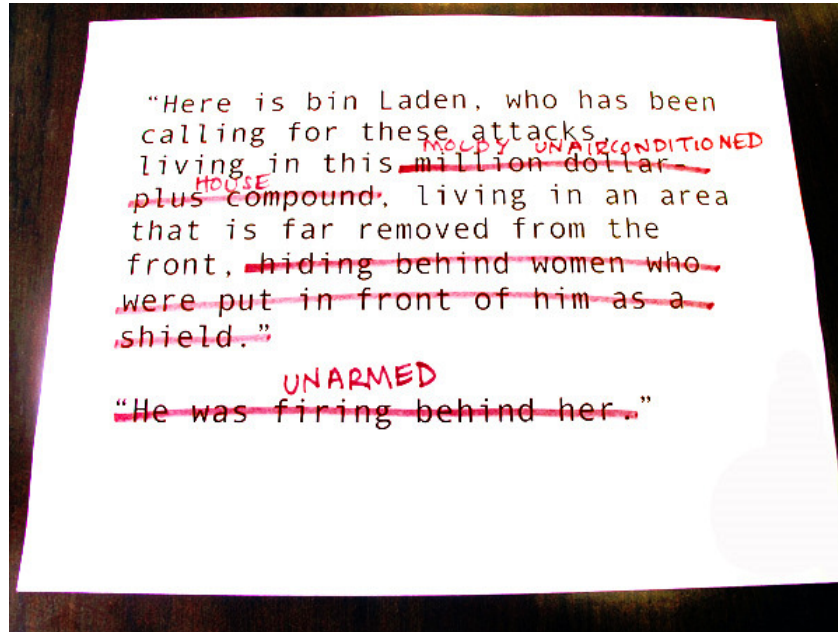 “Here is bin Laden, who has been
calling for these attacks,
MOLDY UNAIRCONDITIONED
living in this million dollar-
HOUSE
plus compound, living in an area
that is far removed from the
front, hiding behind women who
were put in front of him as a
shield.”
UNARMED
“He was firing behind her.”